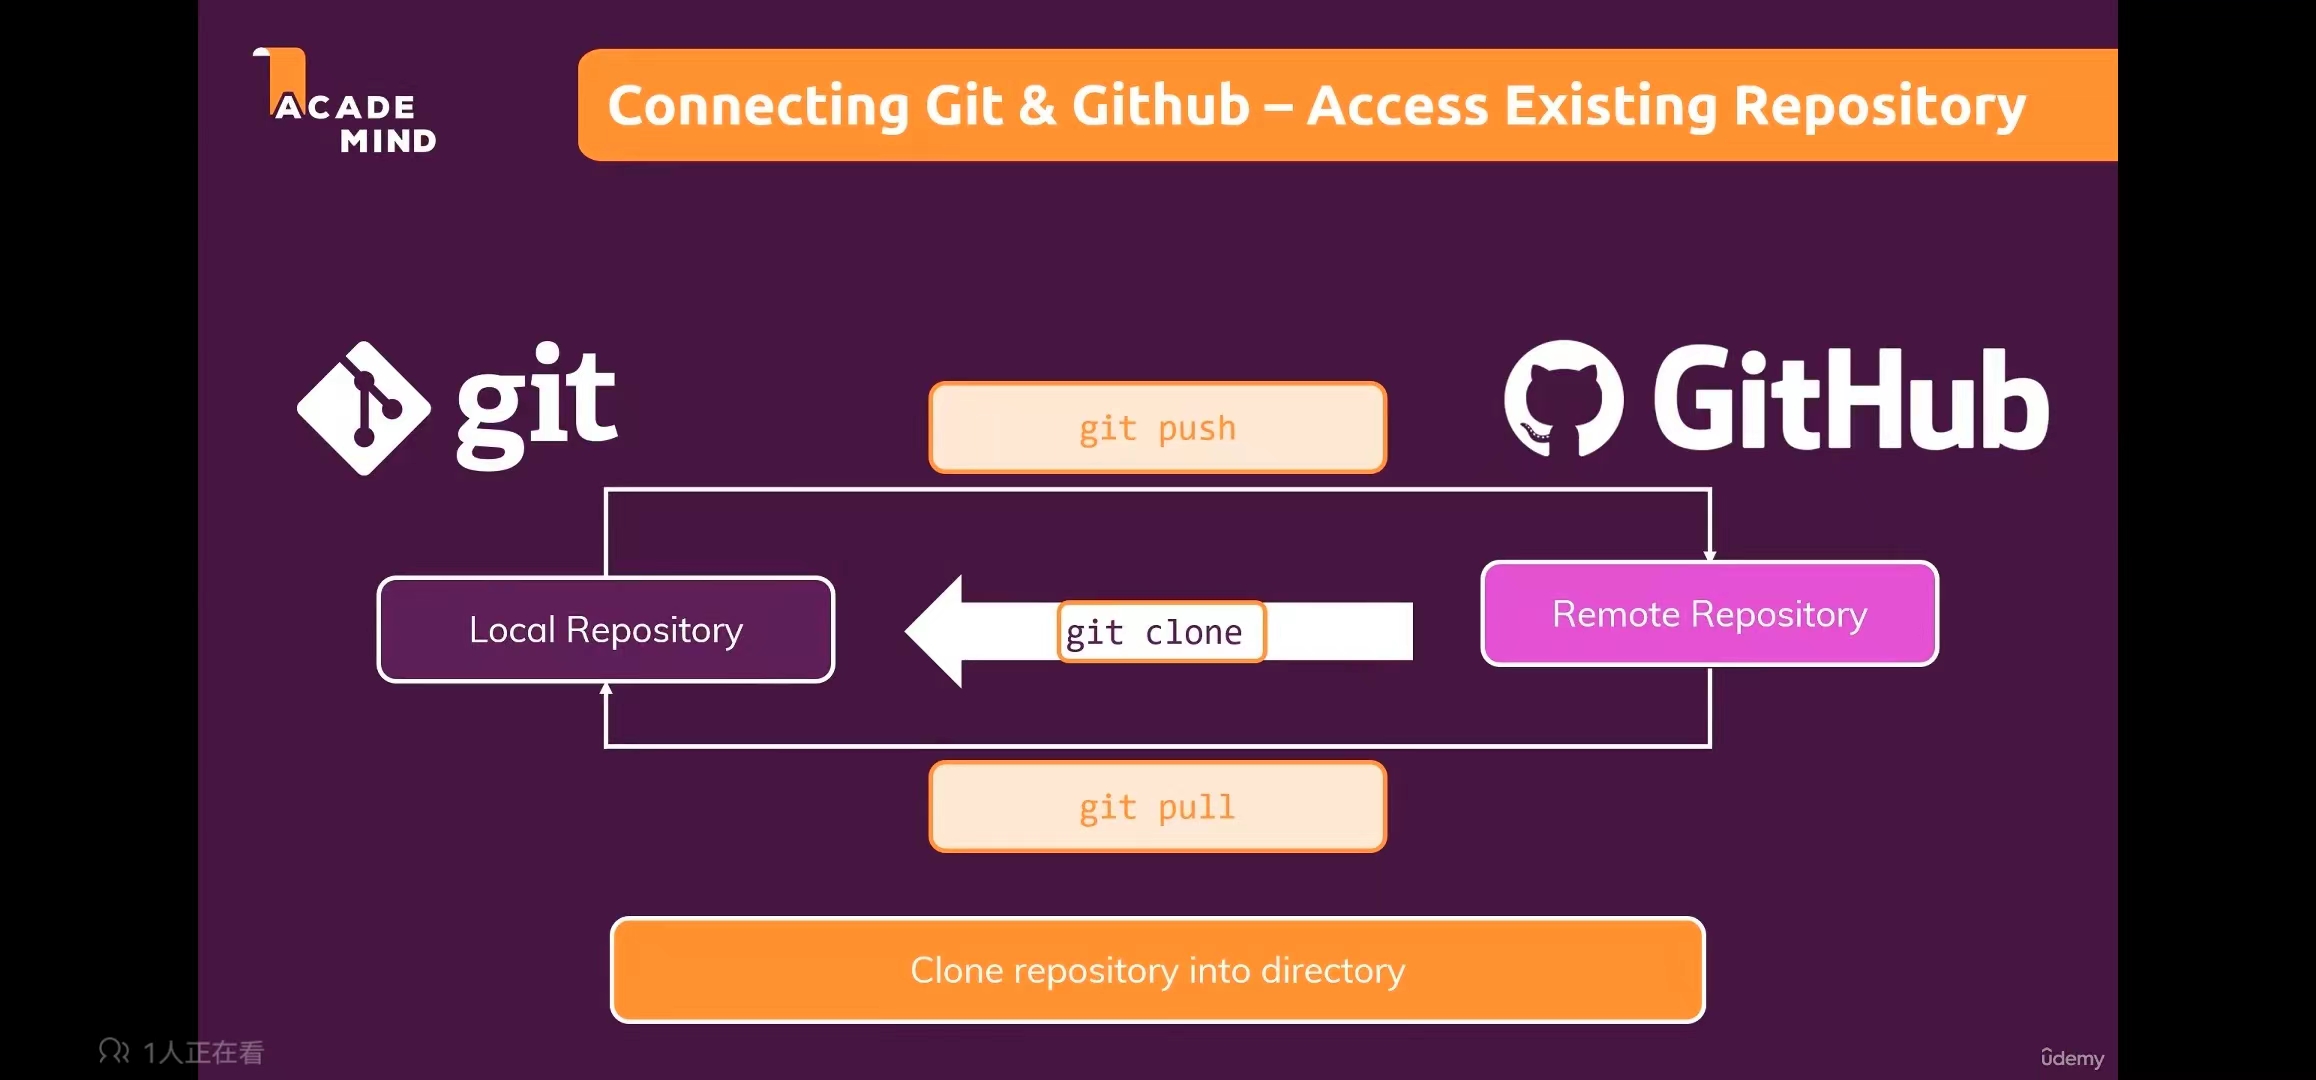 ACADE
MIND
Connecting Git & Github – Access Existing Repository
git
GitHub
git push
Local Repository
git clone
Remote Repository
git pull
Clone repository into directory
1人正在看
ûdemy